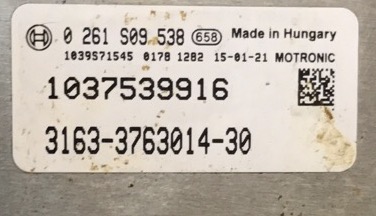 0 261 S09 538 658 Made in Hungary
1039S71545 0178 1282 15-01-21 MOTRONIC
1037539916
3163-3763014-30